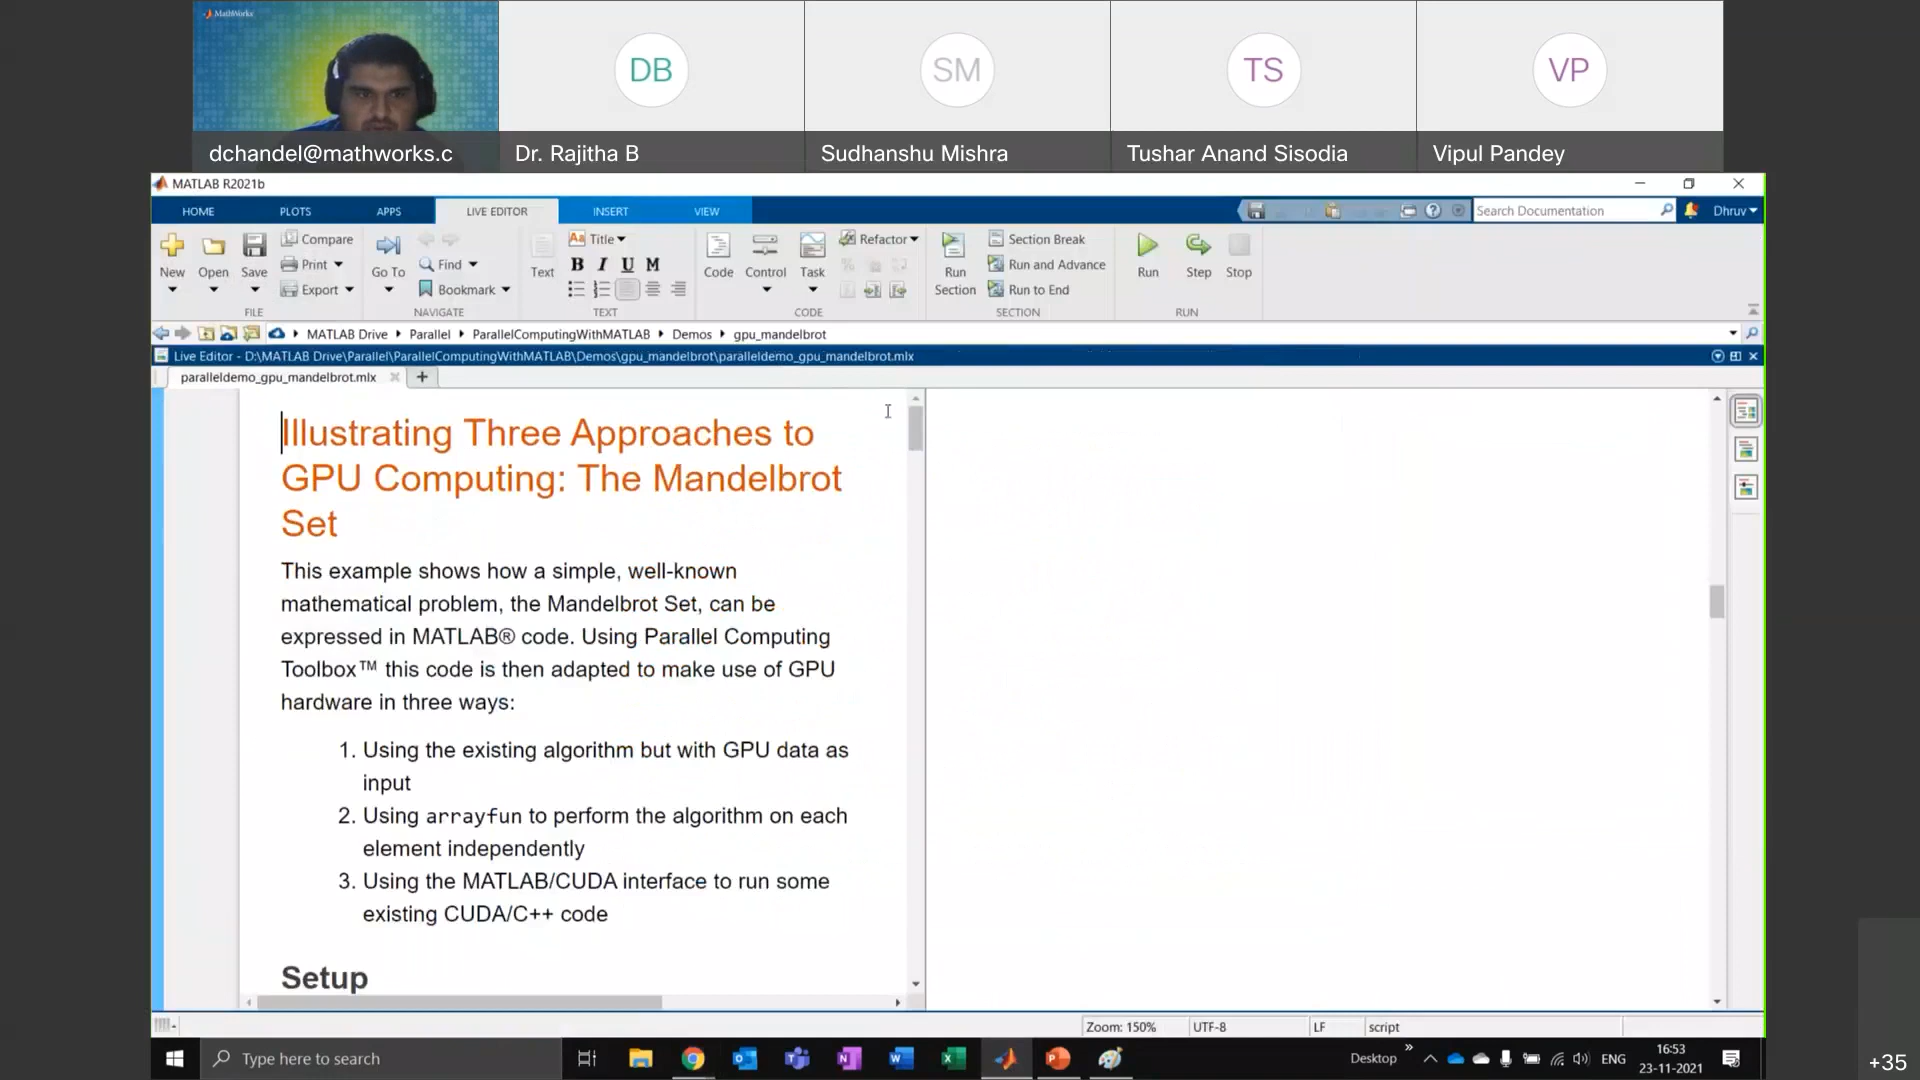 MathWorks
DB
SM
TS
VP
dchandel@mathworks.c
Dr. Rajitha B
Sudhanshu Mishra
Tushar Anand Sisodia
Vipul Pandey
MATLAB R2021b
HOME PLOTS APPS LIVE EDITOR INSERT VIEW
Search Documentation
Dhruv
New
Open
Save
Compare
Print
Export
FILE
Go To
Find
Bookmark
NAVIGATE
Text
Aa Title
B I U M
TEXT
Code
Control
Task
Refactor
CODE
Run
Section
Section Break
Run and Advance
Run to End
SECTION
Run
Step
Stop
RUN
MATLAB Drive Parallel ParallelComputingWithMATLAB Demos gpu_mandelbrot
Live Editor - D:\MATLAB Drive\Parallel\ParallelComputingWithMATLAB\Demos\gpu_mandelbrot\paralleldemo_gpu_mandelbrot.mlx
paralleldemo_gpu_mandelbrot.mlx
Illustrating Three Approaches to
GPU Computing: The Mandelbrot
Set
This example shows how a simple, well-known
mathematical problem, the Mandelbrot Set, can be
expressed in MATLAB® code. Using Parallel Computing
Toolbox™ this code is then adapted to make use of GPU
hardware in three ways:
1. Using the existing algorithm but with GPU data as
input
2. Using arrayfun to perform the algorithm on each
element independently
3. Using the MATLAB/CUDA interface to run some
existing CUDA/C++ code
Setup
Zoom: 150% UTF-8 LF script
Type here to search
Desktop
ENG
16:53
23-11-2021
+35